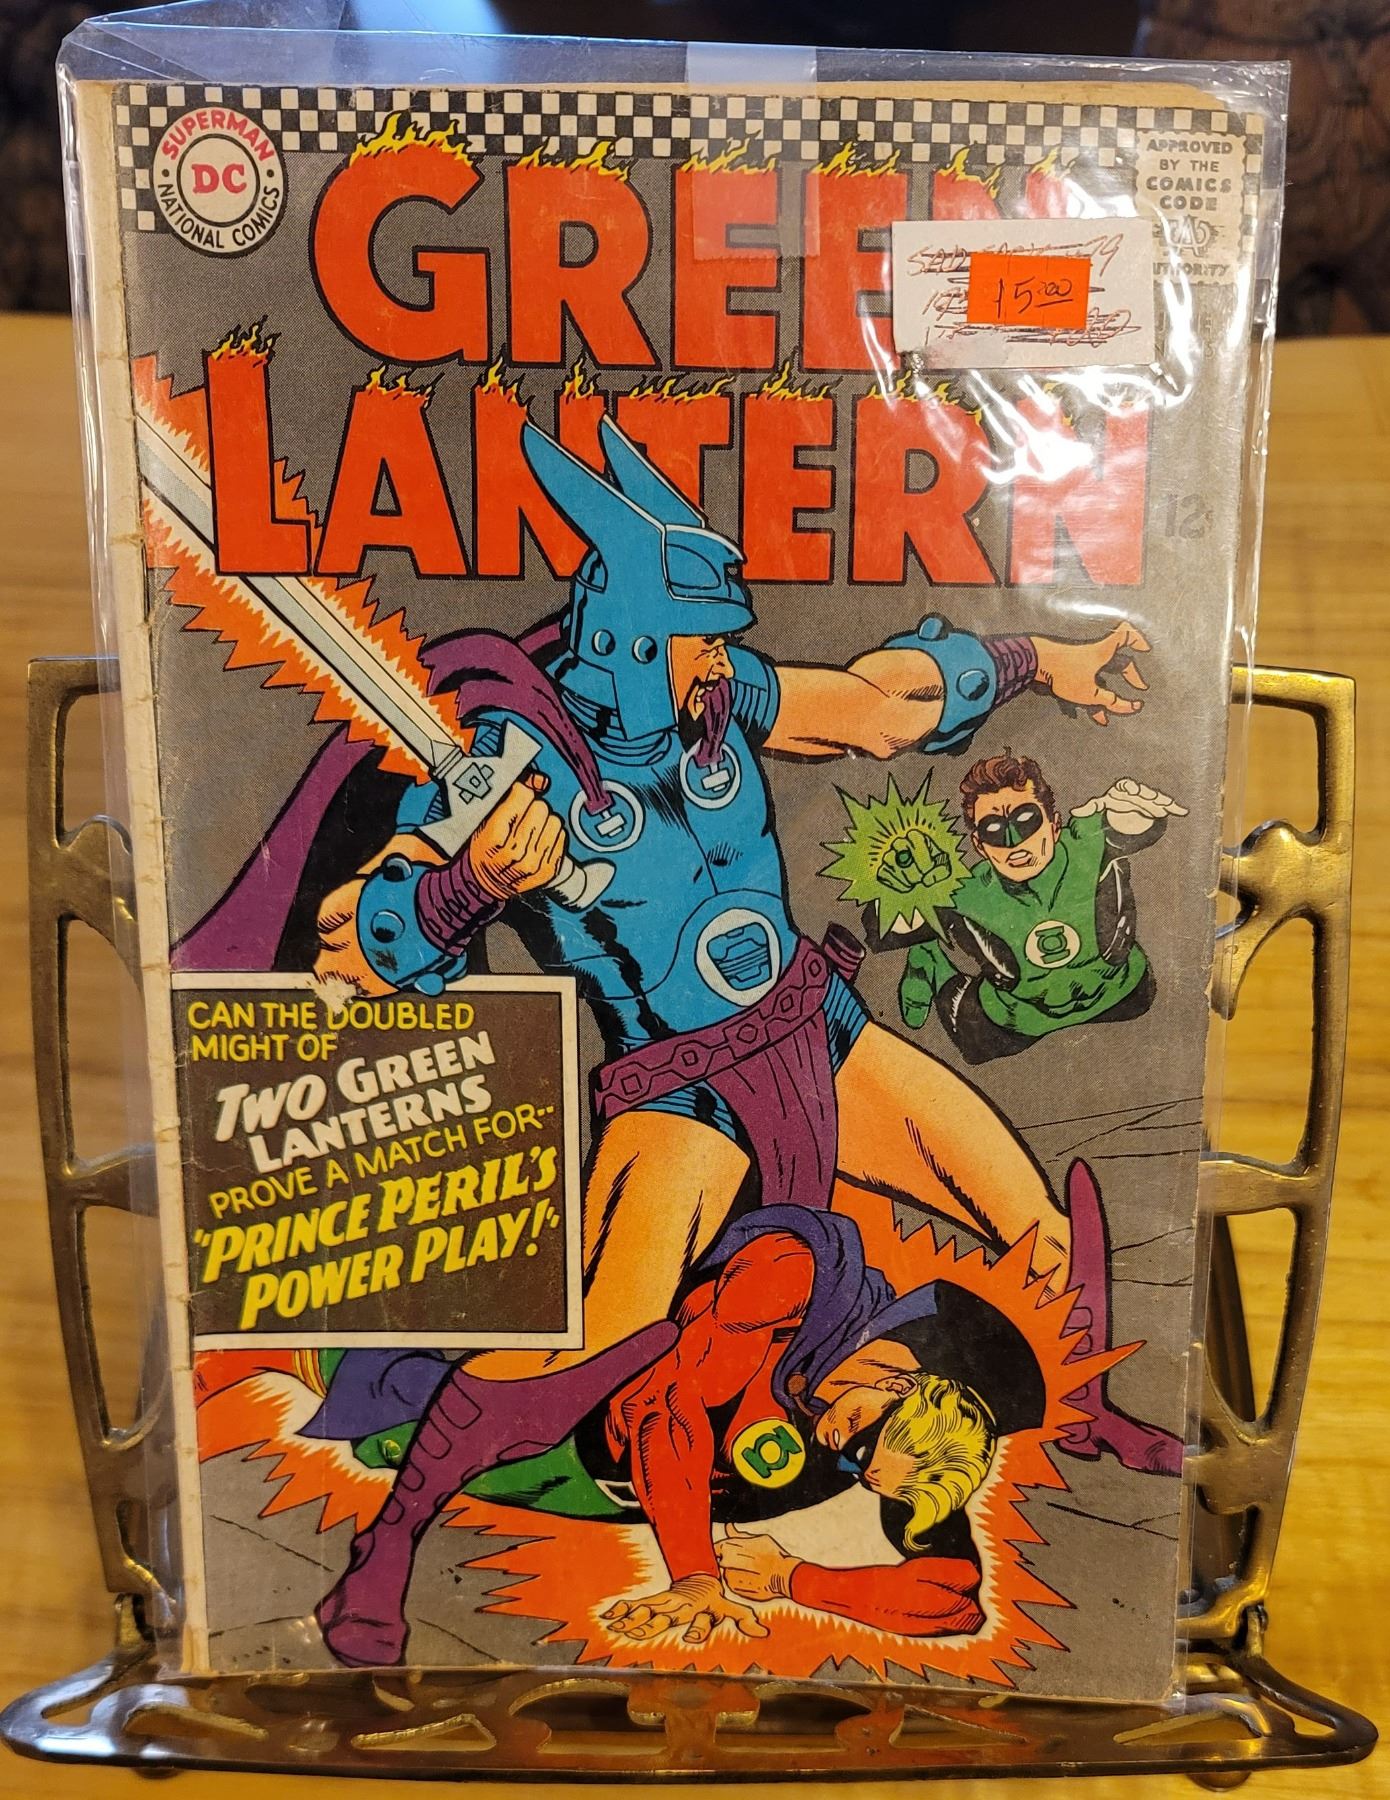 SUPERMAN
DC
NATIONAL COMICS
APPROVED
BY THE
COMICS
CODE
AUTHORITY
GREEN
LANTERN
15.00
12¢
CAN THE DOUBLED
MIGHT OF
TWO GREEN
LANTERNS
PROVE A MATCH FOR--
"PRINCE PERIL'S
POWER PLAY!"